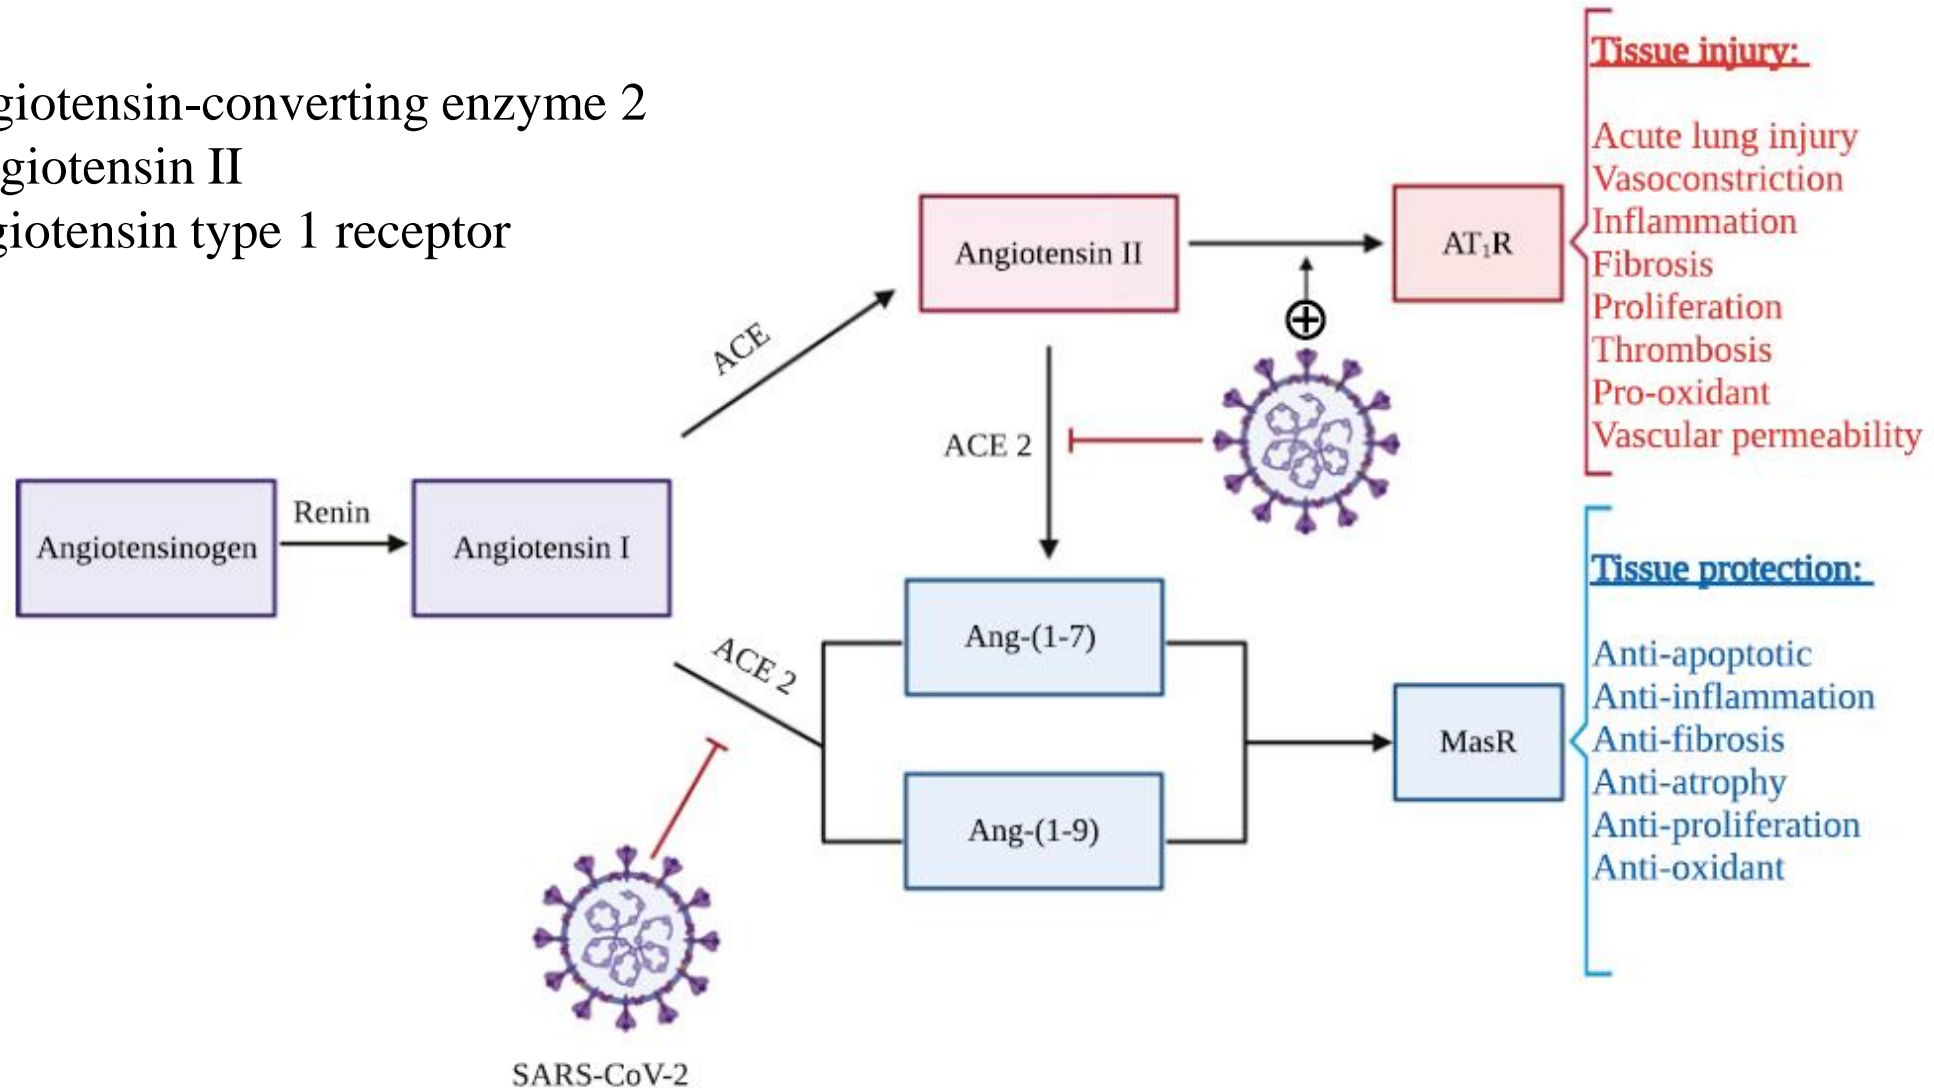 giotensin-converting enzyme 2
giotensin II
giotensin type 1 receptor
Tissue injury:
Acute lung injury
Vasoconstriction
Inflammation
Fibrosis
Proliferation
Thrombosis
Pro-oxidant
Vascular permeability
Angiotensin II
AT₁R
ACE
ACE 2
Renin
Angiotensinogen
Angiotensin I
ACE 2
Ang-(1-7)
Ang-(1-9)
MasR
Tissue protection:
Anti-apoptotic
Anti-inflammation
Anti-fibrosis
Anti-atrophy
Anti-proliferation
Anti-oxidant
SARS-CoV-2